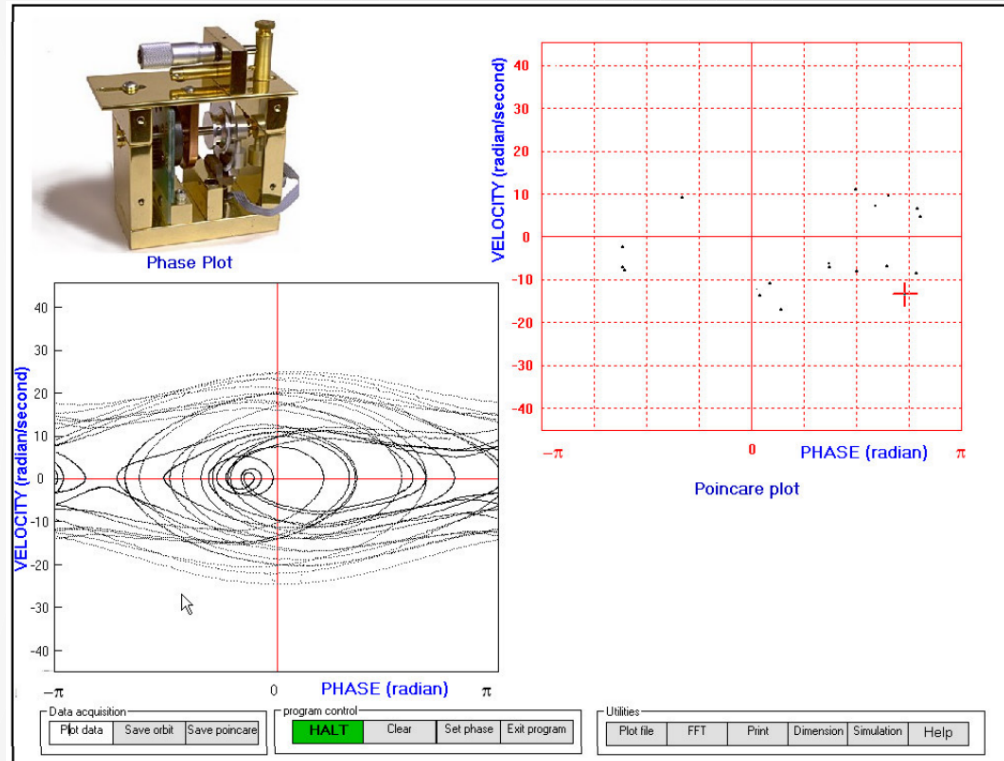 Phase Plot
VELOCITY (radian/second)
40
30
20
10
0
-10
-20
-30
-40
−π
0
PHASE (radian)
π
VELOCITY (radian/second)
40
30
20
10
0
-10
-20
-30
-40
−π
0
PHASE (radian)
π
Poincare plot
Data acquisition
Plot data
Save orbit
Save poincare
program control
HALT
Clear
Set phase
Exit program
Utilities
Plot file
FFT
Print
Dimension
Simulation
Help